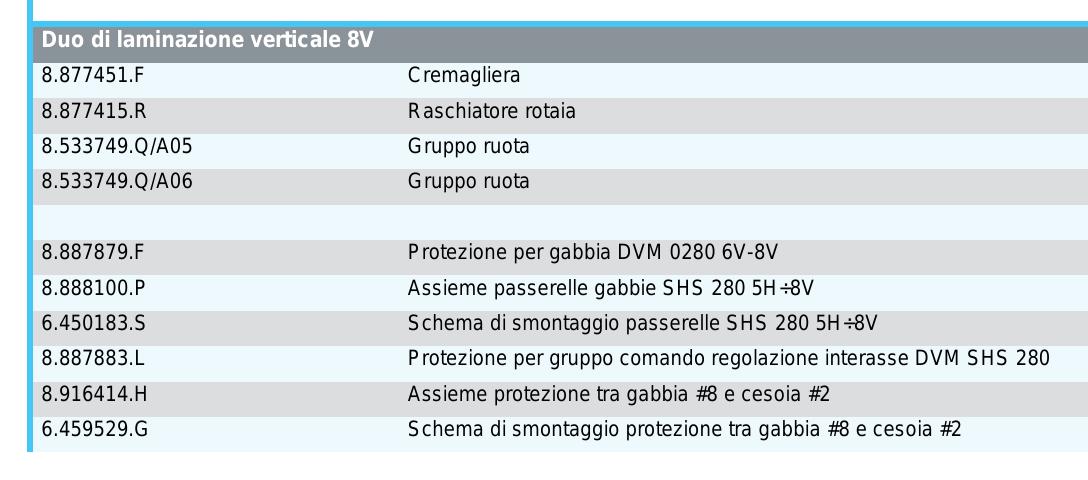 Duo di laminazione verticale 8V
8.877451.F Cremagliera
8.877415.R Raschiatore rotaia
8.533749.Q/A05 Gruppo ruota
8.533749.Q/A06 Gruppo ruota
8.887879.F Protezione per gabbia DVM 0280 6V-8V
8.888100.P Assieme passerelle gabbie SHS 280 5H÷8V
6.450183.S Schema di smontaggio passerelle SHS 280 5H÷8V
8.887883.L Protezione per gruppo comando regolazione interasse DVM SHS 280
8.916414.H Assieme protezione tra gabbia #8 e cesoia #2
6.459529.G Schema di smontaggio protezione tra gabbia #8 e cesoia #2